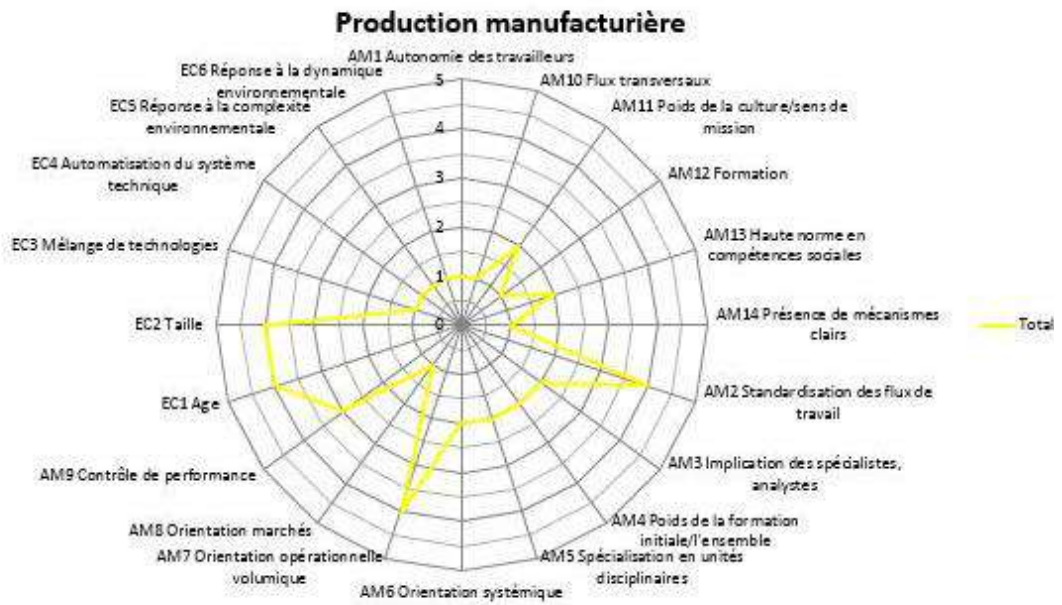 Production manufacturière
AM1 Autonomie des travailleurs
AM10 Flux transversaux
AM11 Poids de la culture/sens de
mission
AM12 Formation
AM13 Haute norme en
compétences sociales
AM14 Présence de mécanismes
clairs
AM2 Standardisation des flux de
travail
AM3 Implication des spécialistes,
analystes
AM4 Poids de la formation
initiale/l'ensemble
AM5 Spécialisation en unités
disciplinaires
AM6 Orientation systémique
AM7 Orientation opérationnelle
volumique
AM8 Orientation marchés
AM9 Contrôle de performance
EC1 Age
EC2 Taille
EC3 Mélange de technologies
EC4 Automatisation du système
technique
EC5 Réponse à la complexité
environnementale
EC6 Réponse à la dynamique
environnementale
5
4
3
2
1
0
Total